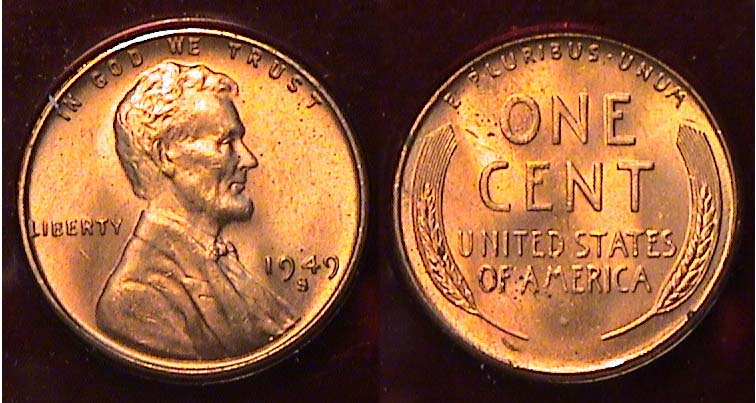 IN GOD WE TRUST
LIBERTY
1949
S
E·PLURIBUS·UNUM
ONE
CENT
UNITED STATES
OF·AMERICA